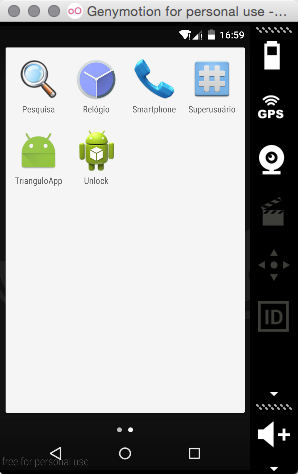 Genymotion for personal use -...
16:59
Pesquisa Relógio Smartphone Superusuário
TrianguloApp Unlock
GPS
ID
free for personal use